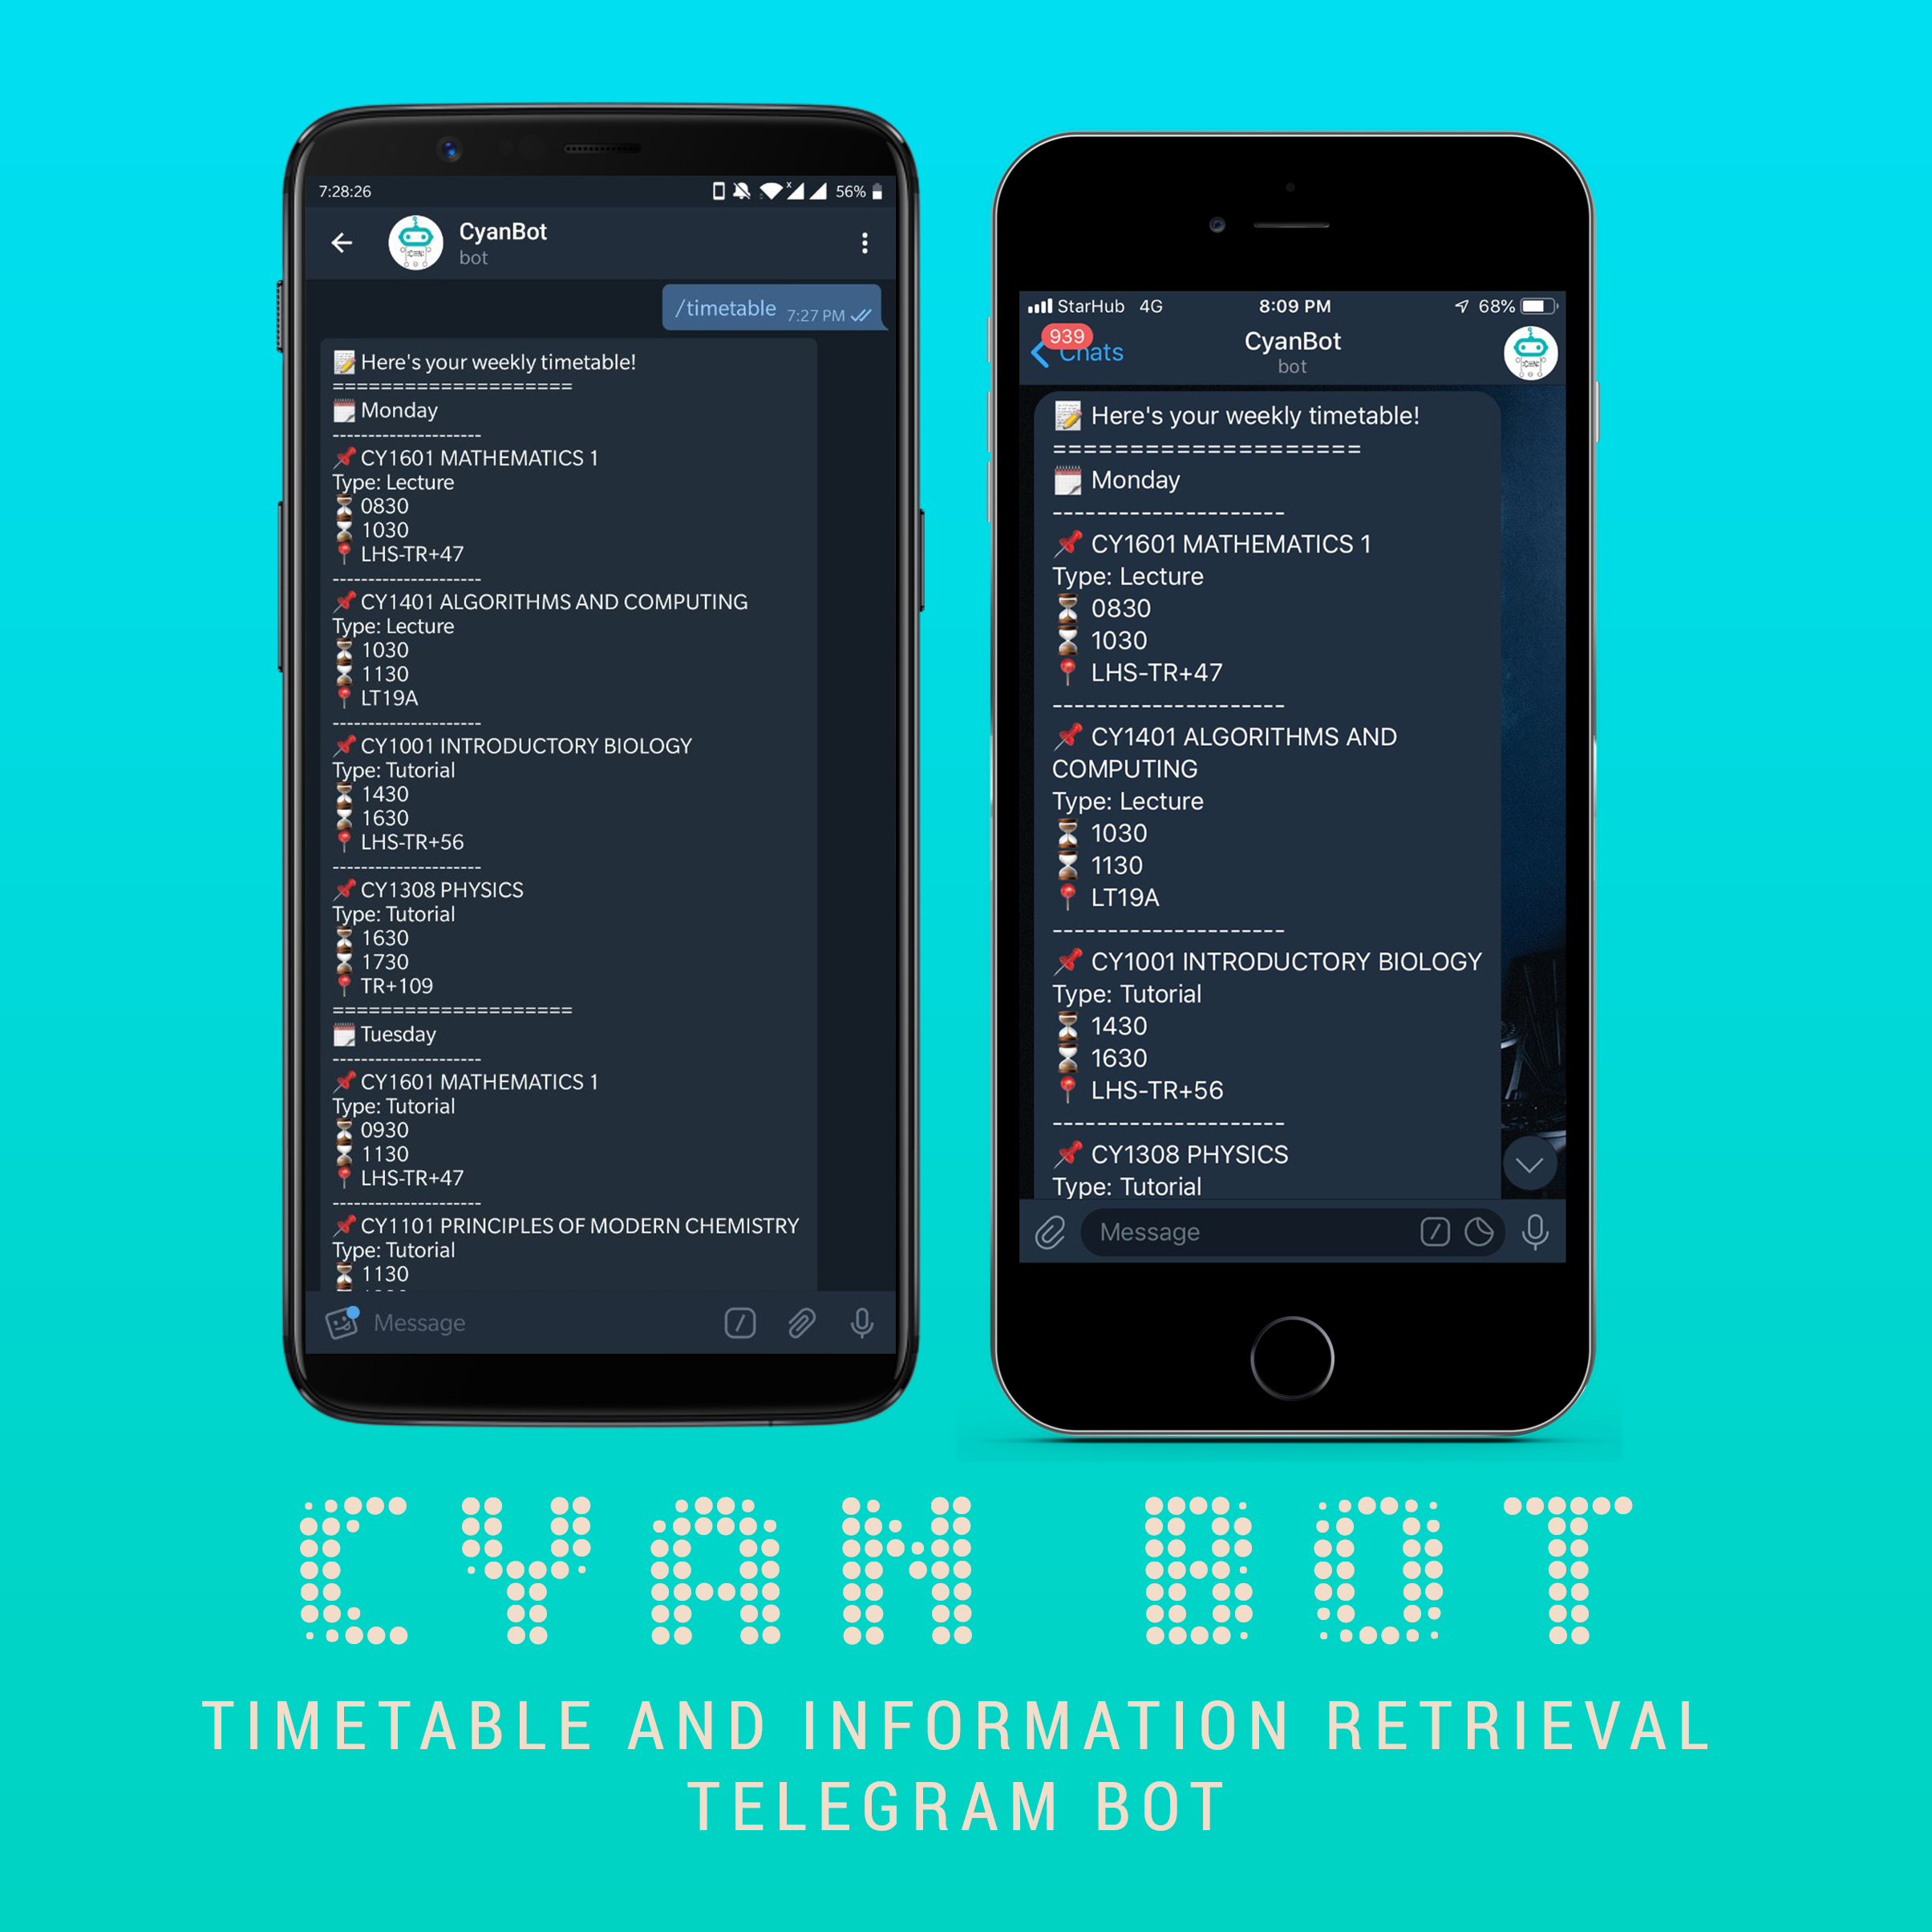 7:28:26
56%
CyanBot
bot
/timetable 7:27 PM
Here's your weekly timetable!
====================
Monday
---------------------
CY1601 MATHEMATICS 1
Type: Lecture
0830
1030
LHS-TR+47
---------------------
CY1401 ALGORITHMS AND COMPUTING
Type: Lecture
1030
1130
LT19A
---------------------
CY1001 INTRODUCTORY BIOLOGY
Type: Tutorial
1430
1630
LHS-TR+56
---------------------
CY1308 PHYSICS
Type: Tutorial
1630
1730
TR+109
====================
Tuesday
---------------------
CY1601 MATHEMATICS 1
Type: Tutorial
0930
1130
LHS-TR+47
---------------------
CY1101 PRINCIPLES OF MODERN CHEMISTRY
Type: Tutorial
1130
Message
StarHub 4G 8:09 PM 68%
939
Chats
CyanBot
bot
Here's your weekly timetable!
====================
Monday
---------------------
CY1601 MATHEMATICS 1
Type: Lecture
0830
1030
LHS-TR+47
---------------------
CY1401 ALGORITHMS AND
COMPUTING
Type: Lecture
1030
1130
LT19A
---------------------
CY1001 INTRODUCTORY BIOLOGY
Type: Tutorial
1430
1630
LHS-TR+56
---------------------
CY1308 PHYSICS
Type: Tutorial
Message
CYAN BOT
TIMETABLE AND INFORMATION RETRIEVAL
TELEGRAM BOT